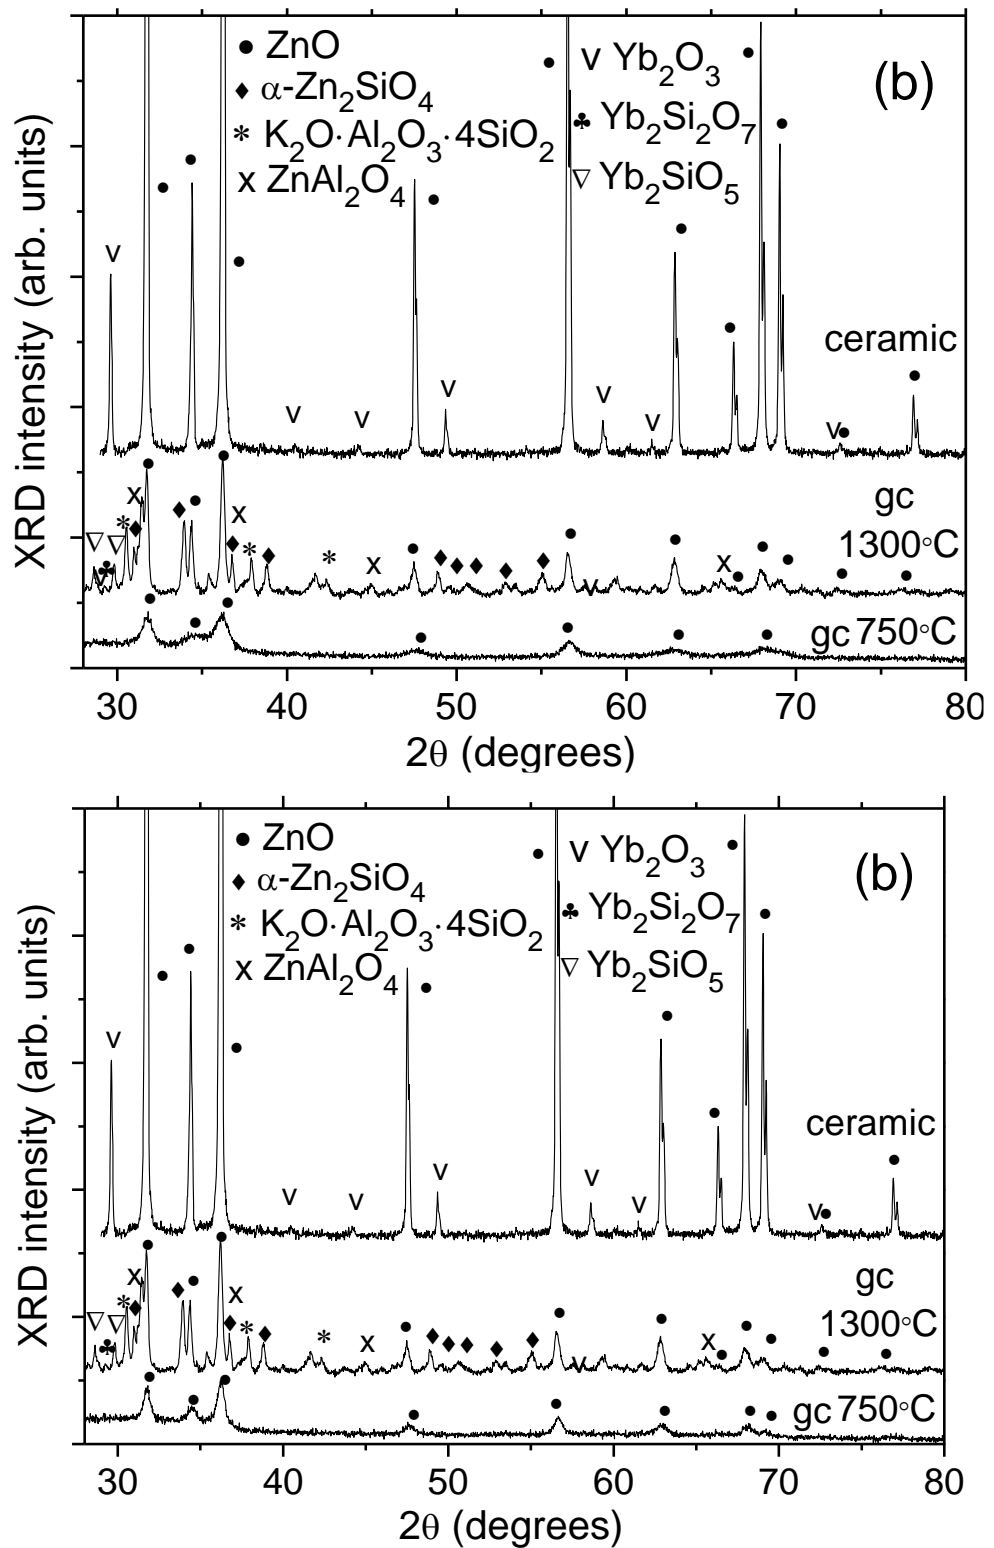 ● ZnO
♦ α-Zn₂SiO₄
* K₂O·Al₂O₃·4SiO₂
x ZnAl₂O₄
v Yb₂O₃
♣ Yb₂Si₂O₇
▽ Yb₂SiO₅
(b)
XRD intensity (arb. units)
v
v
v
v
v
v
v
ceramic
x
x
x
x
v
gc
1300°C
gc 750°C
30 40 50 60 70 80
2θ (degrees)
● ZnO
♦ α-Zn₂SiO₄
* K₂O·Al₂O₃·4SiO₂
x ZnAl₂O₄
v Yb₂O₃
♣ Yb₂Si₂O₇
▽ Yb₂SiO₅
(b)
XRD intensity (arb. units)
v
v
v
v
v
v
v
ceramic
x
x
x
x
v
gc
1300°C
gc 750°C
30 40 50 60 70 80
2θ (degrees)